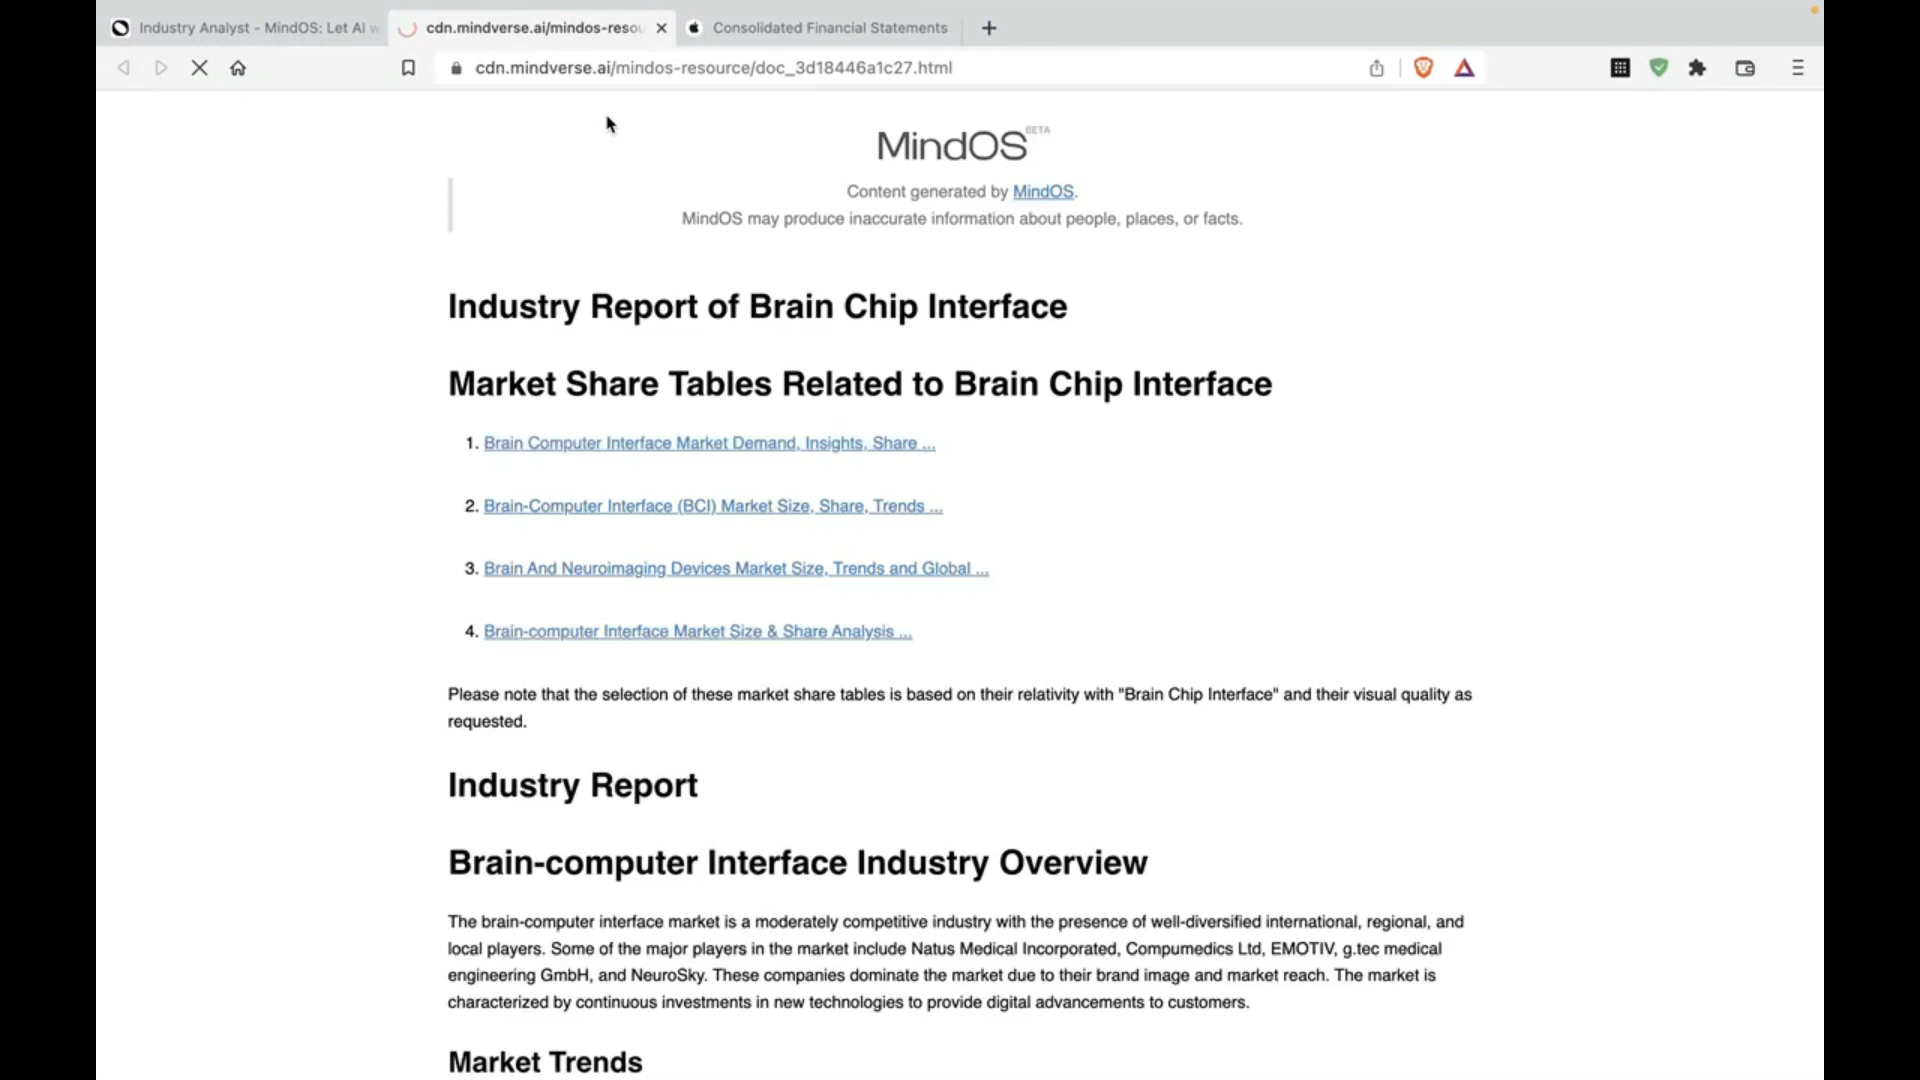 Industry Analyst - MindOS: Let AI w
cdn.mindverse.ai/mindos-resou
Consolidated Financial Statements
cdn.mindverse.ai/mindos-resource/doc_3d18446a1c27.html
MindOS BETA
Content generated by MindOS.
MindOS may produce inaccurate information about people, places, or facts.
Industry Report of Brain Chip Interface
Market Share Tables Related to Brain Chip Interface
1. Brain Computer Interface Market Demand, Insights, Share ...
2. Brain-Computer Interface (BCI) Market Size, Share, Trends ...
3. Brain And Neuroimaging Devices Market Size, Trends and Global ...
4. Brain-computer Interface Market Size & Share Analysis ...
Please note that the selection of these market share tables is based on their relativity with "Brain Chip Interface" and their visual quality as
requested.
Industry Report
Brain-computer Interface Industry Overview
The brain-computer interface market is a moderately competitive industry with the presence of well-diversified international, regional, and
local players. Some of the major players in the market include Natus Medical Incorporated, Compumedics Ltd, EMOTIV, g.tec medical
engineering GmbH, and NeuroSky. These companies dominate the market due to their brand image and market reach. The market is
characterized by continuous investments in new technologies to provide digital advancements to customers.
Market Trends